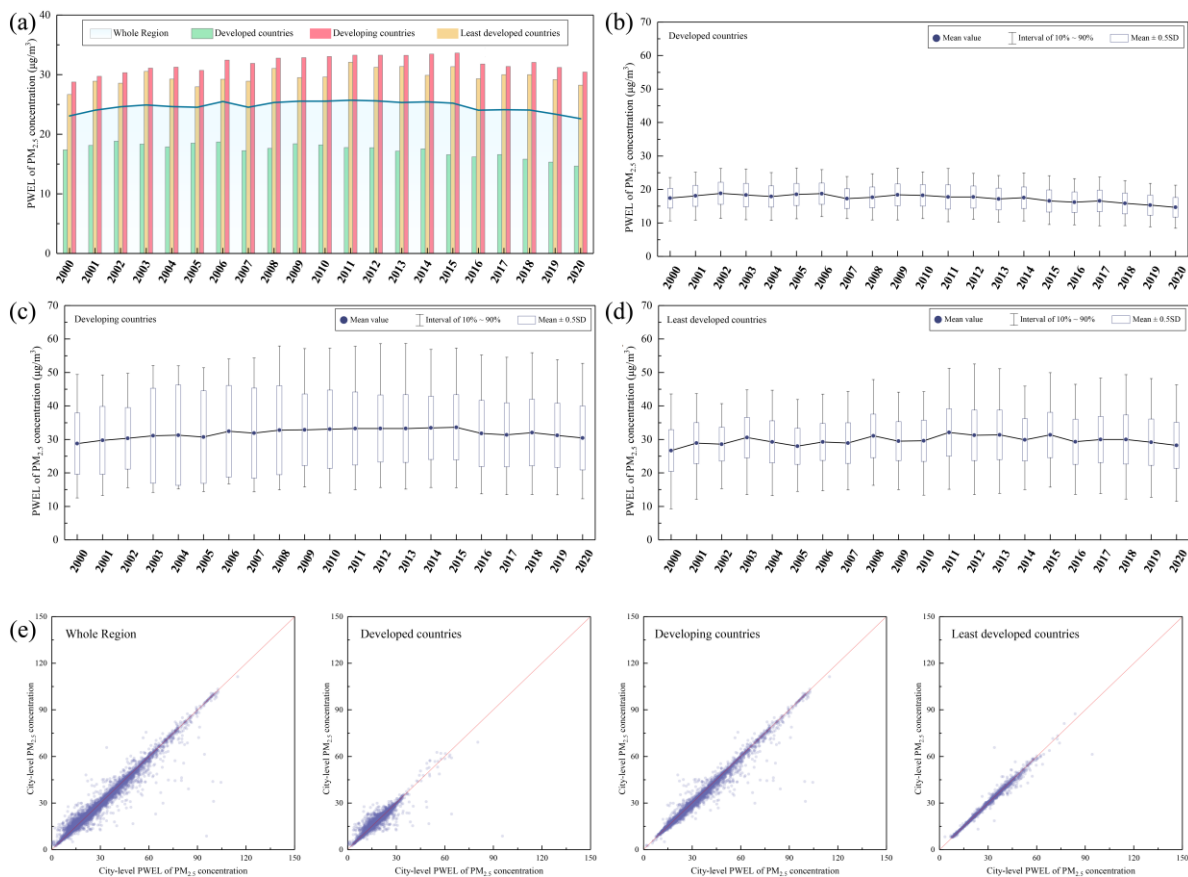 (a)
Whole Region Developed countries Developing countries Least developed countries
PWEL of PM2.5 concentration (μg/m³)
40
30
20
10
0
2000 2001 2002 2003 2004 2005 2006 2007 2008 2009 2010 2011 2012 2013 2014 2015 2016 2017 2018 2019 2020
(b)
Developed countries
Mean value Interval of 10% ~ 90% Mean ± 0.5SD
PWEL of PM2.5 concentration (μg/m³)
70
60
50
40
30
20
10
0
2000 2001 2002 2003 2004 2005 2006 2007 2008 2009 2010 2011 2012 2013 2014 2015 2016 2017 2018 2019 2020
(c)
Developing countries
Mean value Interval of 10% ~ 90% Mean ± 0.5SD
PWEL of PM2.5 concentration (μg/m³)
70
60
50
40
30
20
10
0
2000 2001 2002 2003 2004 2005 2006 2007 2008 2009 2010 2011 2012 2013 2014 2015 2016 2017 2018 2019 2020
(d)
Least developed countries
Mean value Interval of 10% ~ 90% Mean ± 0.5SD
PWEL of PM2.5 concentration (μg/m³)
70
60
50
40
30
20
10
0
2000 2001 2002 2003 2004 2005 2006 2007 2008 2009 2010 2011 2012 2013 2014 2015 2016 2017 2018 2019 2020
(e)
Whole Region
City-level PM2.5 concentration
150
120
90
60
30
0
0 30 60 90 120 150
City-level PWEL of PM2.5 concentration
Developed countries
City-level PM2.5 concentration
150
120
90
60
30
0
0 30 60 90 120 150
City-level PWEL of PM2.5 concentration
Developing countries
City-level PM2.5 concentration
150
120
90
60
30
0
0 30 60 90 120 150
City-level PWEL of PM2.5 concentration
Least developed countries
City-level PM2.5 concentration
150
120
90
60
30
0
0 30 60 90 120 150
City-level PWEL of PM2.5 concentration